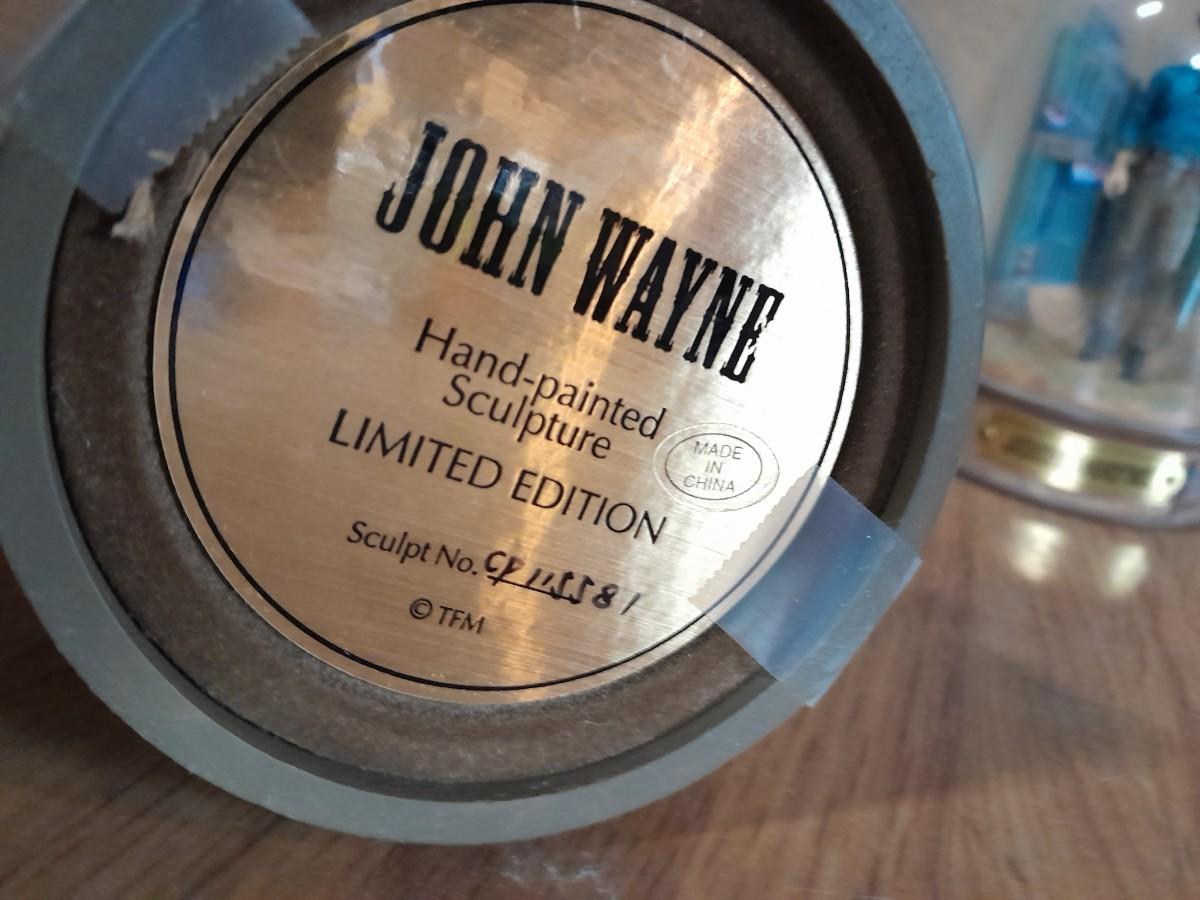 JOHN WAYNE
Hand-painted
Sculpture
MADE
IN
CHINA
LIMITED EDITION
Sculpt No.
© TFM